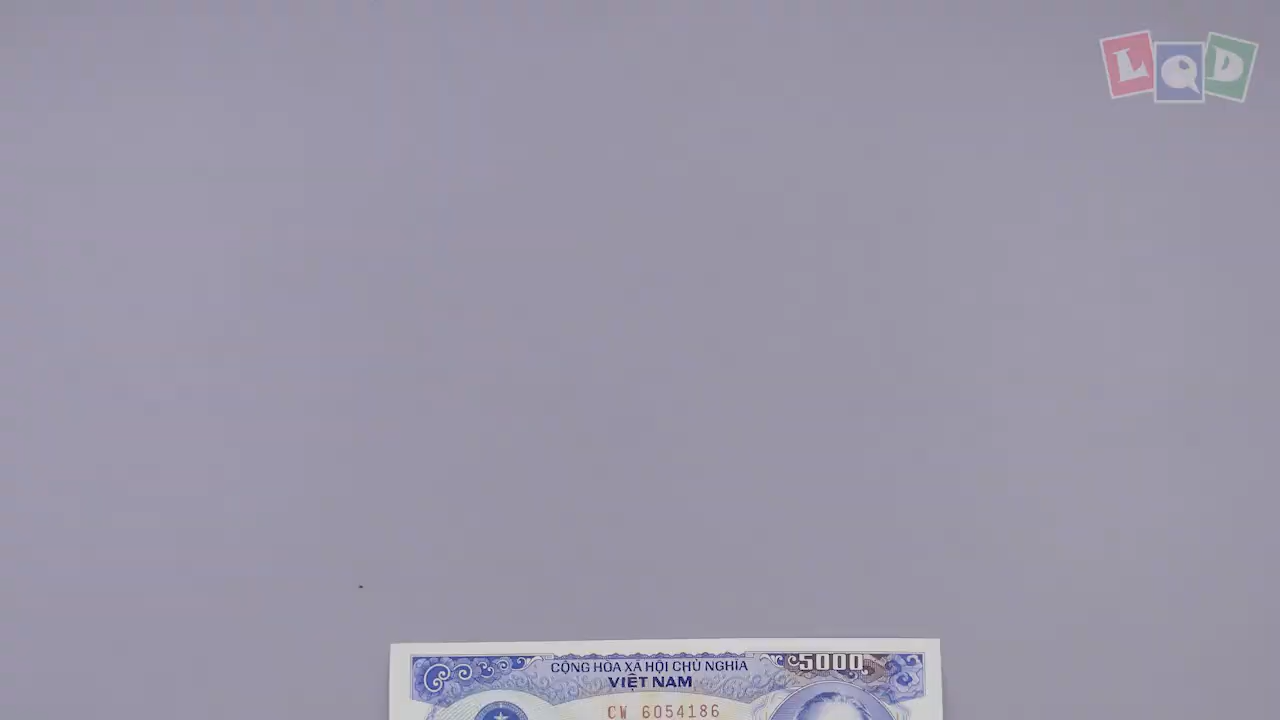 LQD
CỘNG HÒA XÃ HỘI CHỦ NGHĨA
5000
VIỆT NAM
CW 6054186